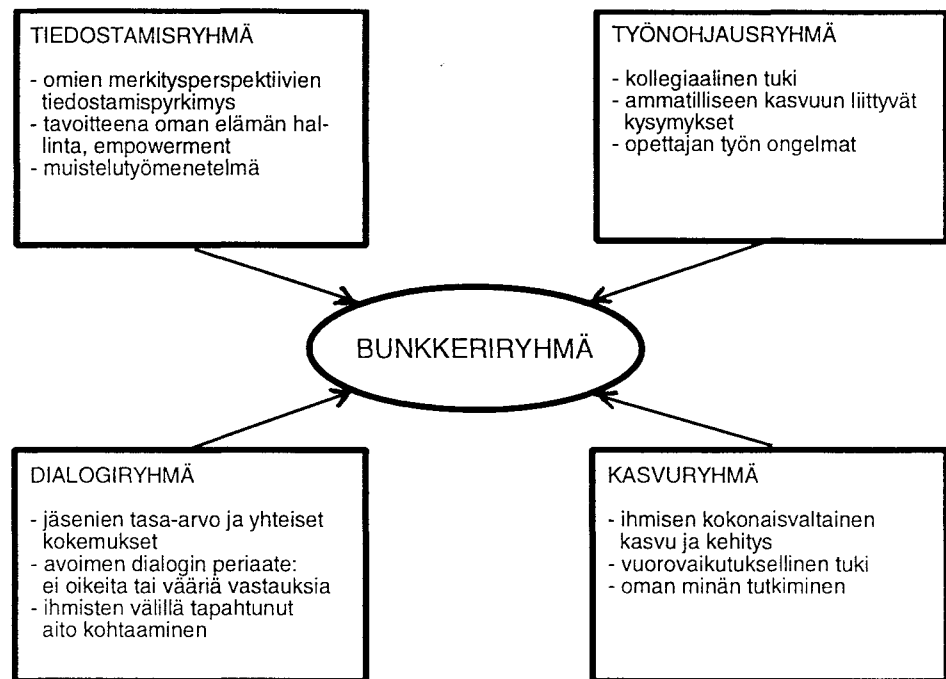 TIEDOSTAMISRYHMÄ
- omien merkitysperspektiivien
tiedostamispyrkimys
- tavoitteena oman elämän hal-
linta, empowerment
- muistelutyömenetelmä
TYÖNOHJAUSRYHMÄ
- kollegiaalinen tuki
- ammatilliseen kasvuun liittyvät
kysymykset
- opettajan työn ongelmat
BUNKKERIRYHMÄ
DIALOGIRYHMÄ
- jäsenien tasa-arvo ja yhteiset
kokemukset
- avoimen dialogin periaate:
ei oikeita tai vääriä vastauksia
- ihmisten välillä tapahtunut
aito kohtaaminen
KASVURYHMÄ
- ihmisen kokonaisvaltainen
kasvu ja kehitys
- vuorovaikutuksellinen tuki
- oman minän tutkiminen